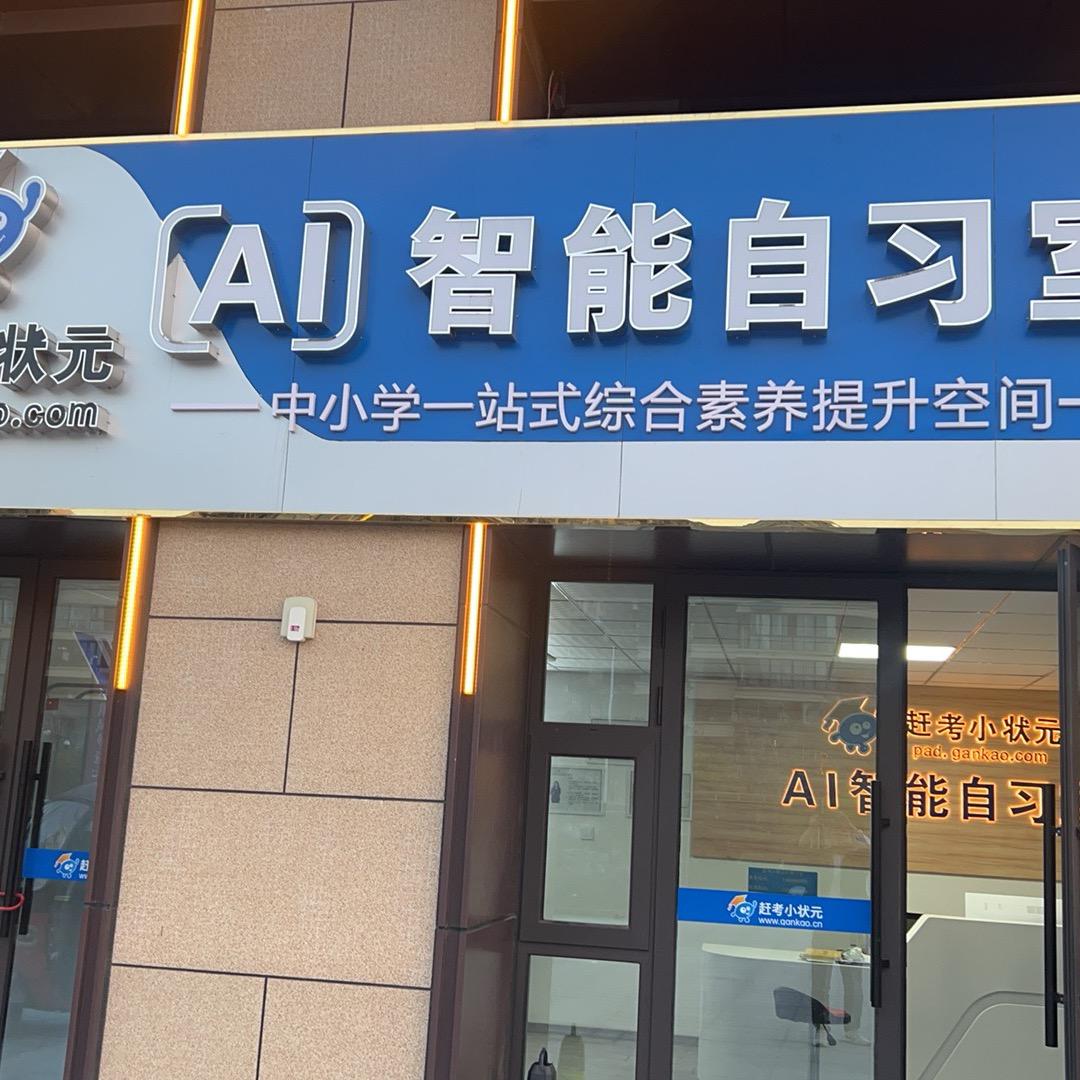 AI 智能自习室
状元
o.com
中小学一站式综合素养提升空间
赶考小状元
pad.gankao.com
AI智能自习
赶
赶考小状元
www.gankao.cn